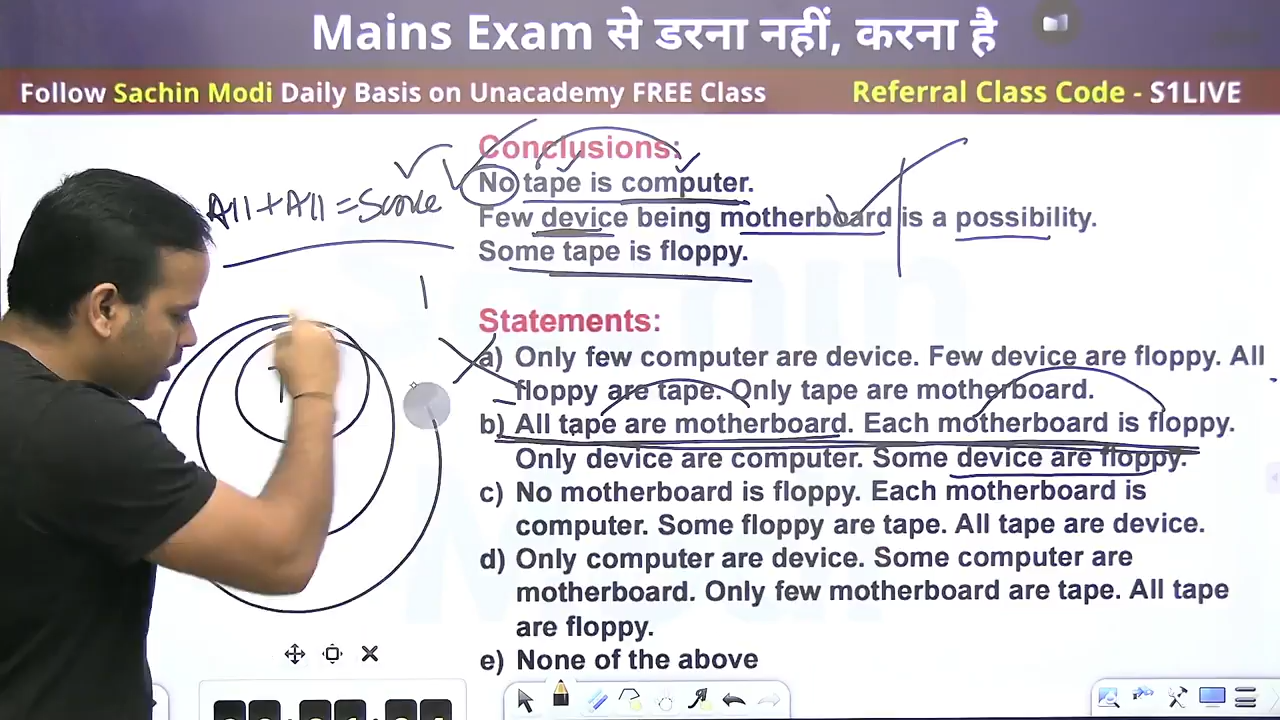 Mains Exam से डरना नहीं, करना है
Follow Sachin Modi Daily Basis on Unacademy FREE Class
Referral Class Code - S1LIVE
Conclusions:
No tape is computer.
Few device being motherboard is a possibility.
Some tape is floppy.
All + All = Some
Statements:
a) Only few computer are device. Few device are floppy. All
floppy are tape. Only tape are motherboard.
b) All tape are motherboard. Each motherboard is floppy.
Only device are computer. Some device are floppy.
c) No motherboard is floppy. Each motherboard is
computer. Some floppy are tape. All tape are device.
d) Only computer are device. Some computer are
motherboard. Only few motherboard are tape. All tape
are floppy.
e) None of the above